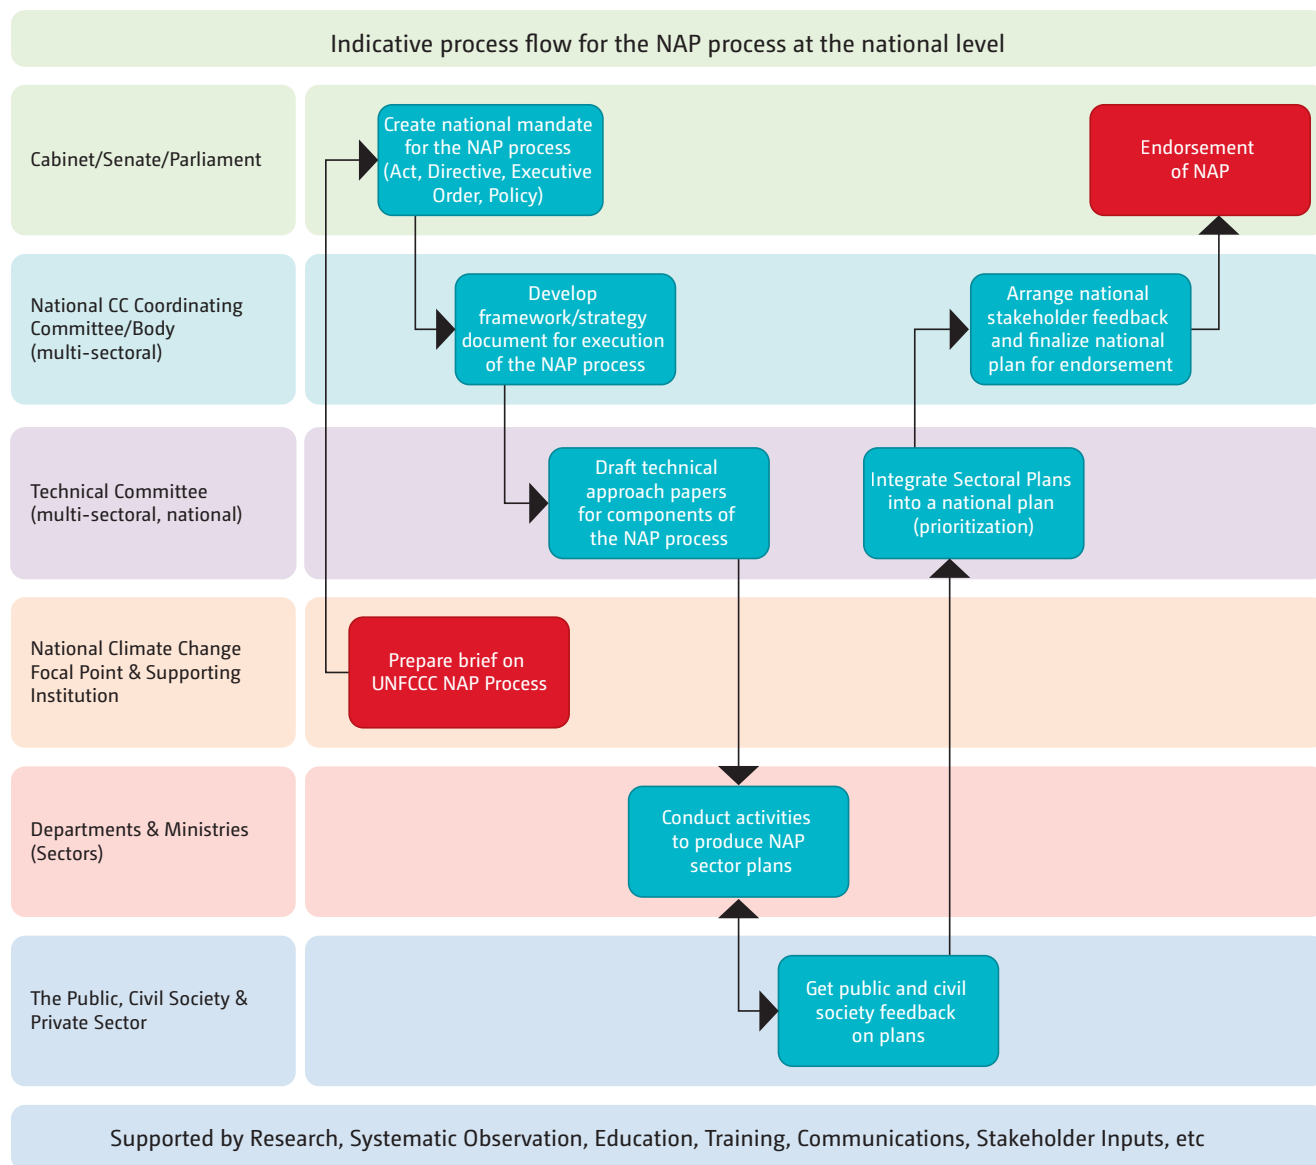 Indicative process flow for the NAP process at the national level
Cabinet/Senate/Parliament
Create national mandate
for the NAP process
(Act, Directive, Executive
Order, Policy)
Endorsement
of NAP
National CC Coordinating
Committee/Body
(multi-sectoral)
Develop
framework/strategy
document for execution
of the NAP process
Arrange national
stakeholder feedback
and finalize national
plan for endorsement
Technical Committee
(multi-sectoral, national)
Draft technical
approach papers
for components of
the NAP process
Integrate Sectoral Plans
into a national plan
(prioritization)
National Climate Change
Focal Point & Supporting
Institution
Prepare brief on
UNFCCC NAP Process
Departments & Ministries
(Sectors)
Conduct activities
to produce NAP
sector plans
The Public, Civil Society &
Private Sector
Get public and civil
society feedback
on plans
Supported by Research, Systematic Observation, Education, Training, Communications, Stakeholder Inputs, etc